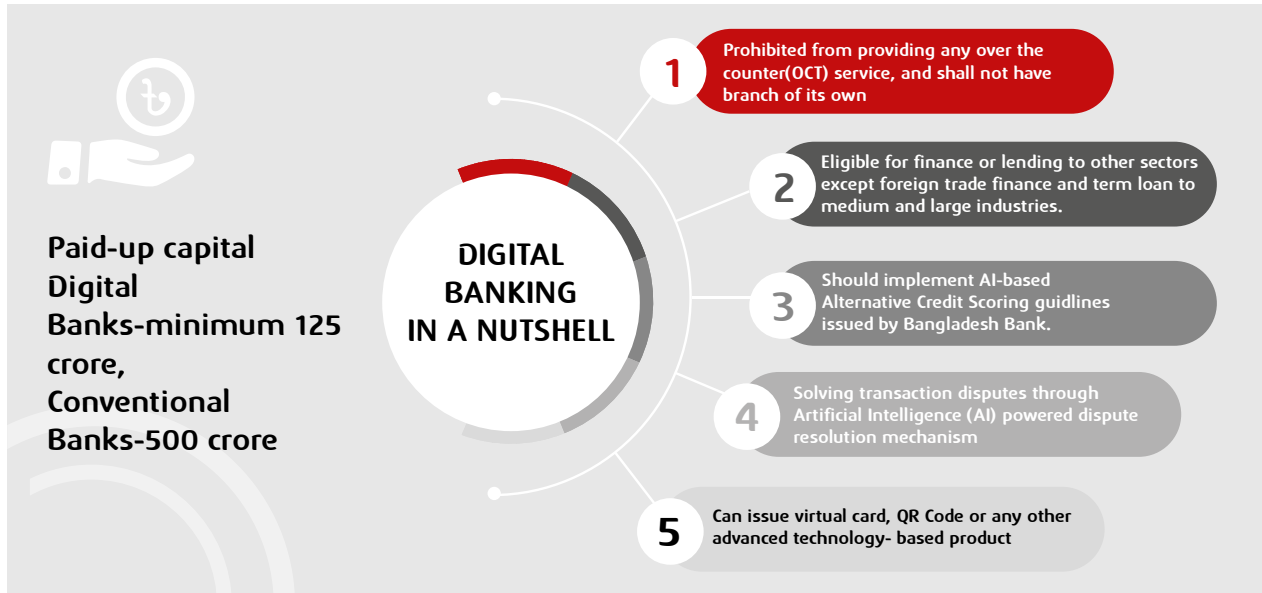 ৳
Paid-up capital
Digital
Banks-minimum 125
crore,
Conventional
Banks-500 crore
DIGITAL
BANKING
IN A NUTSHELL
1
Prohibited from providing any over the
counter(OCT) service, and shall not have
branch of its own
2
Eligible for finance or lending to other sectors
except foreign trade finance and term loan to
medium and large industries.
3
Should implement AI-based
Alternative Credit Scoring guidlines
issued by Bangladesh Bank.
4
Solving transaction disputes through
Artificial Intelligence (AI) powered dispute
resolution mechanism
5
Can issue virtual card, QR Code or any other
advanced technology- based product